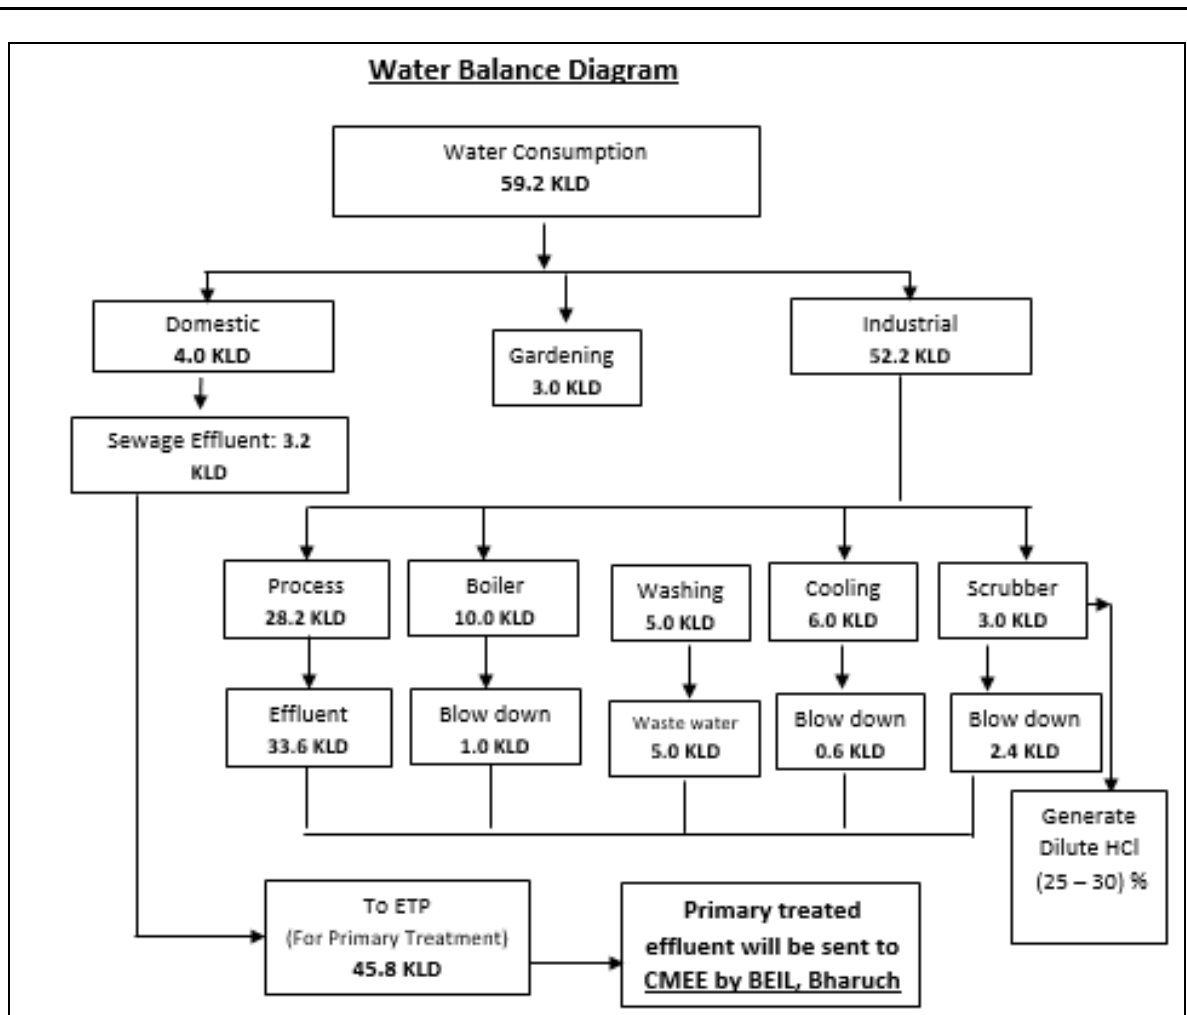 Water Balance Diagram
Water Consumption
59.2 KLD
Domestic
4.0 KLD
Gardening
3.0 KLD
Industrial
52.2 KLD
Sewage Effluent: 3.2
KLD
Process
28.2 KLD
Boiler
10.0 KLD
Washing
5.0 KLD
Cooling
6.0 KLD
Scrubber
3.0 KLD
Effluent
33.6 KLD
Blow down
1.0 KLD
Waste water
5.0 KLD
Blow down
0.6 KLD
Blow down
2.4 KLD
Generate
Dilute HCl
(25 – 30) %
To ETP
(For Primary Treatment)
45.8 KLD
Primary treated
effluent will be sent to
CMEE by BEIL, Bharuch